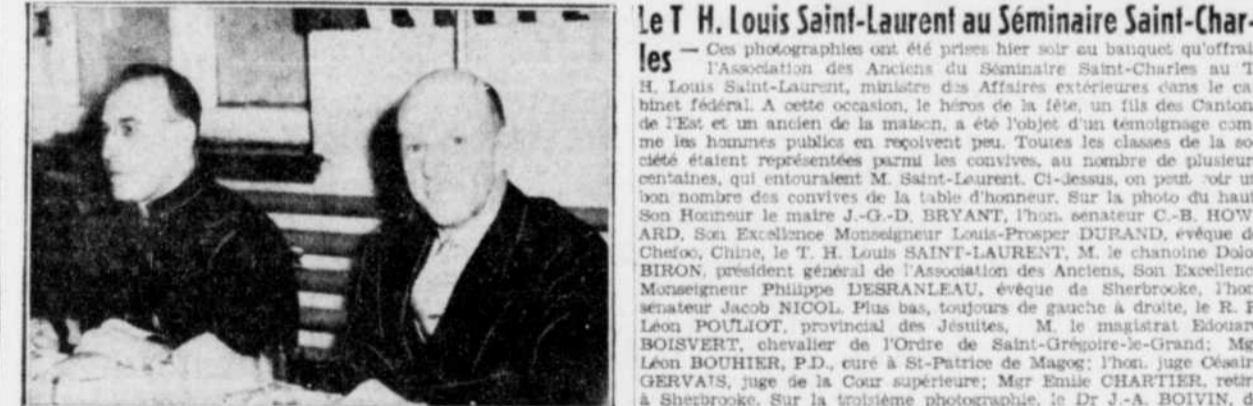 Le T H. Louis Saint-Laurent au Séminaire Saint-Char-
les — Ces photographies ont été prises hier soir au banquet qu'offrai
l'Association des Anciens du Séminaire Saint-Charles au T
H. Louis Saint-Laurent, ministre des Affaires extérieures dans le ca
binet fédéral. A cette occasion, le héros de la fête, un fils des Canton
de l'Est et un ancien de la maison, a été l'objet d'un témoignage com
me les hommes publics en reçoivent peu. Toutes les classes de la so
ciété étaient représentées parmi les convives, au nombre de plusieur
centaines, qui entouraient M. Saint-Laurent. Ci-dessus, on peut voir un
bon nombre des convives de la table d'honneur. Sur la photo du haut
Son Honneur le maire J.-G.-D. BRYANT, l'hon. senateur C.-B. HOW
ARD, Son Excellence Monseigneur Louis-Prosper DURAND, évêque de
Chefoo, Chine, le T. H. Louis SAINT-LAURENT, M. le chanoine Dolo
BIRON, président général de l'Association des Anciens, Son Excellenc
Monseigneur Philippe DESRANLEAU, évêque de Sherbrooke, l'hon
sénateur Jacob NICOL. Plus bas, toujours de gauche à droite, le R. P
Léon POULIOT, provincial des Jésuites, M. le magistrat Edouar
BOISVERT, chevalier de l'Ordre de Saint-Grégoire-le-Grand; Mg
Léon BOUHIER, P.D., curé à St-Patrice de Magog; l'hon. juge Césair
GERVAIS, juge de la Cour supérieure; Mgr Emile CHARTIER, retir
à Sherbrooke. Sur la troisième photographie, le Dr J.-A. BOIVIN, d